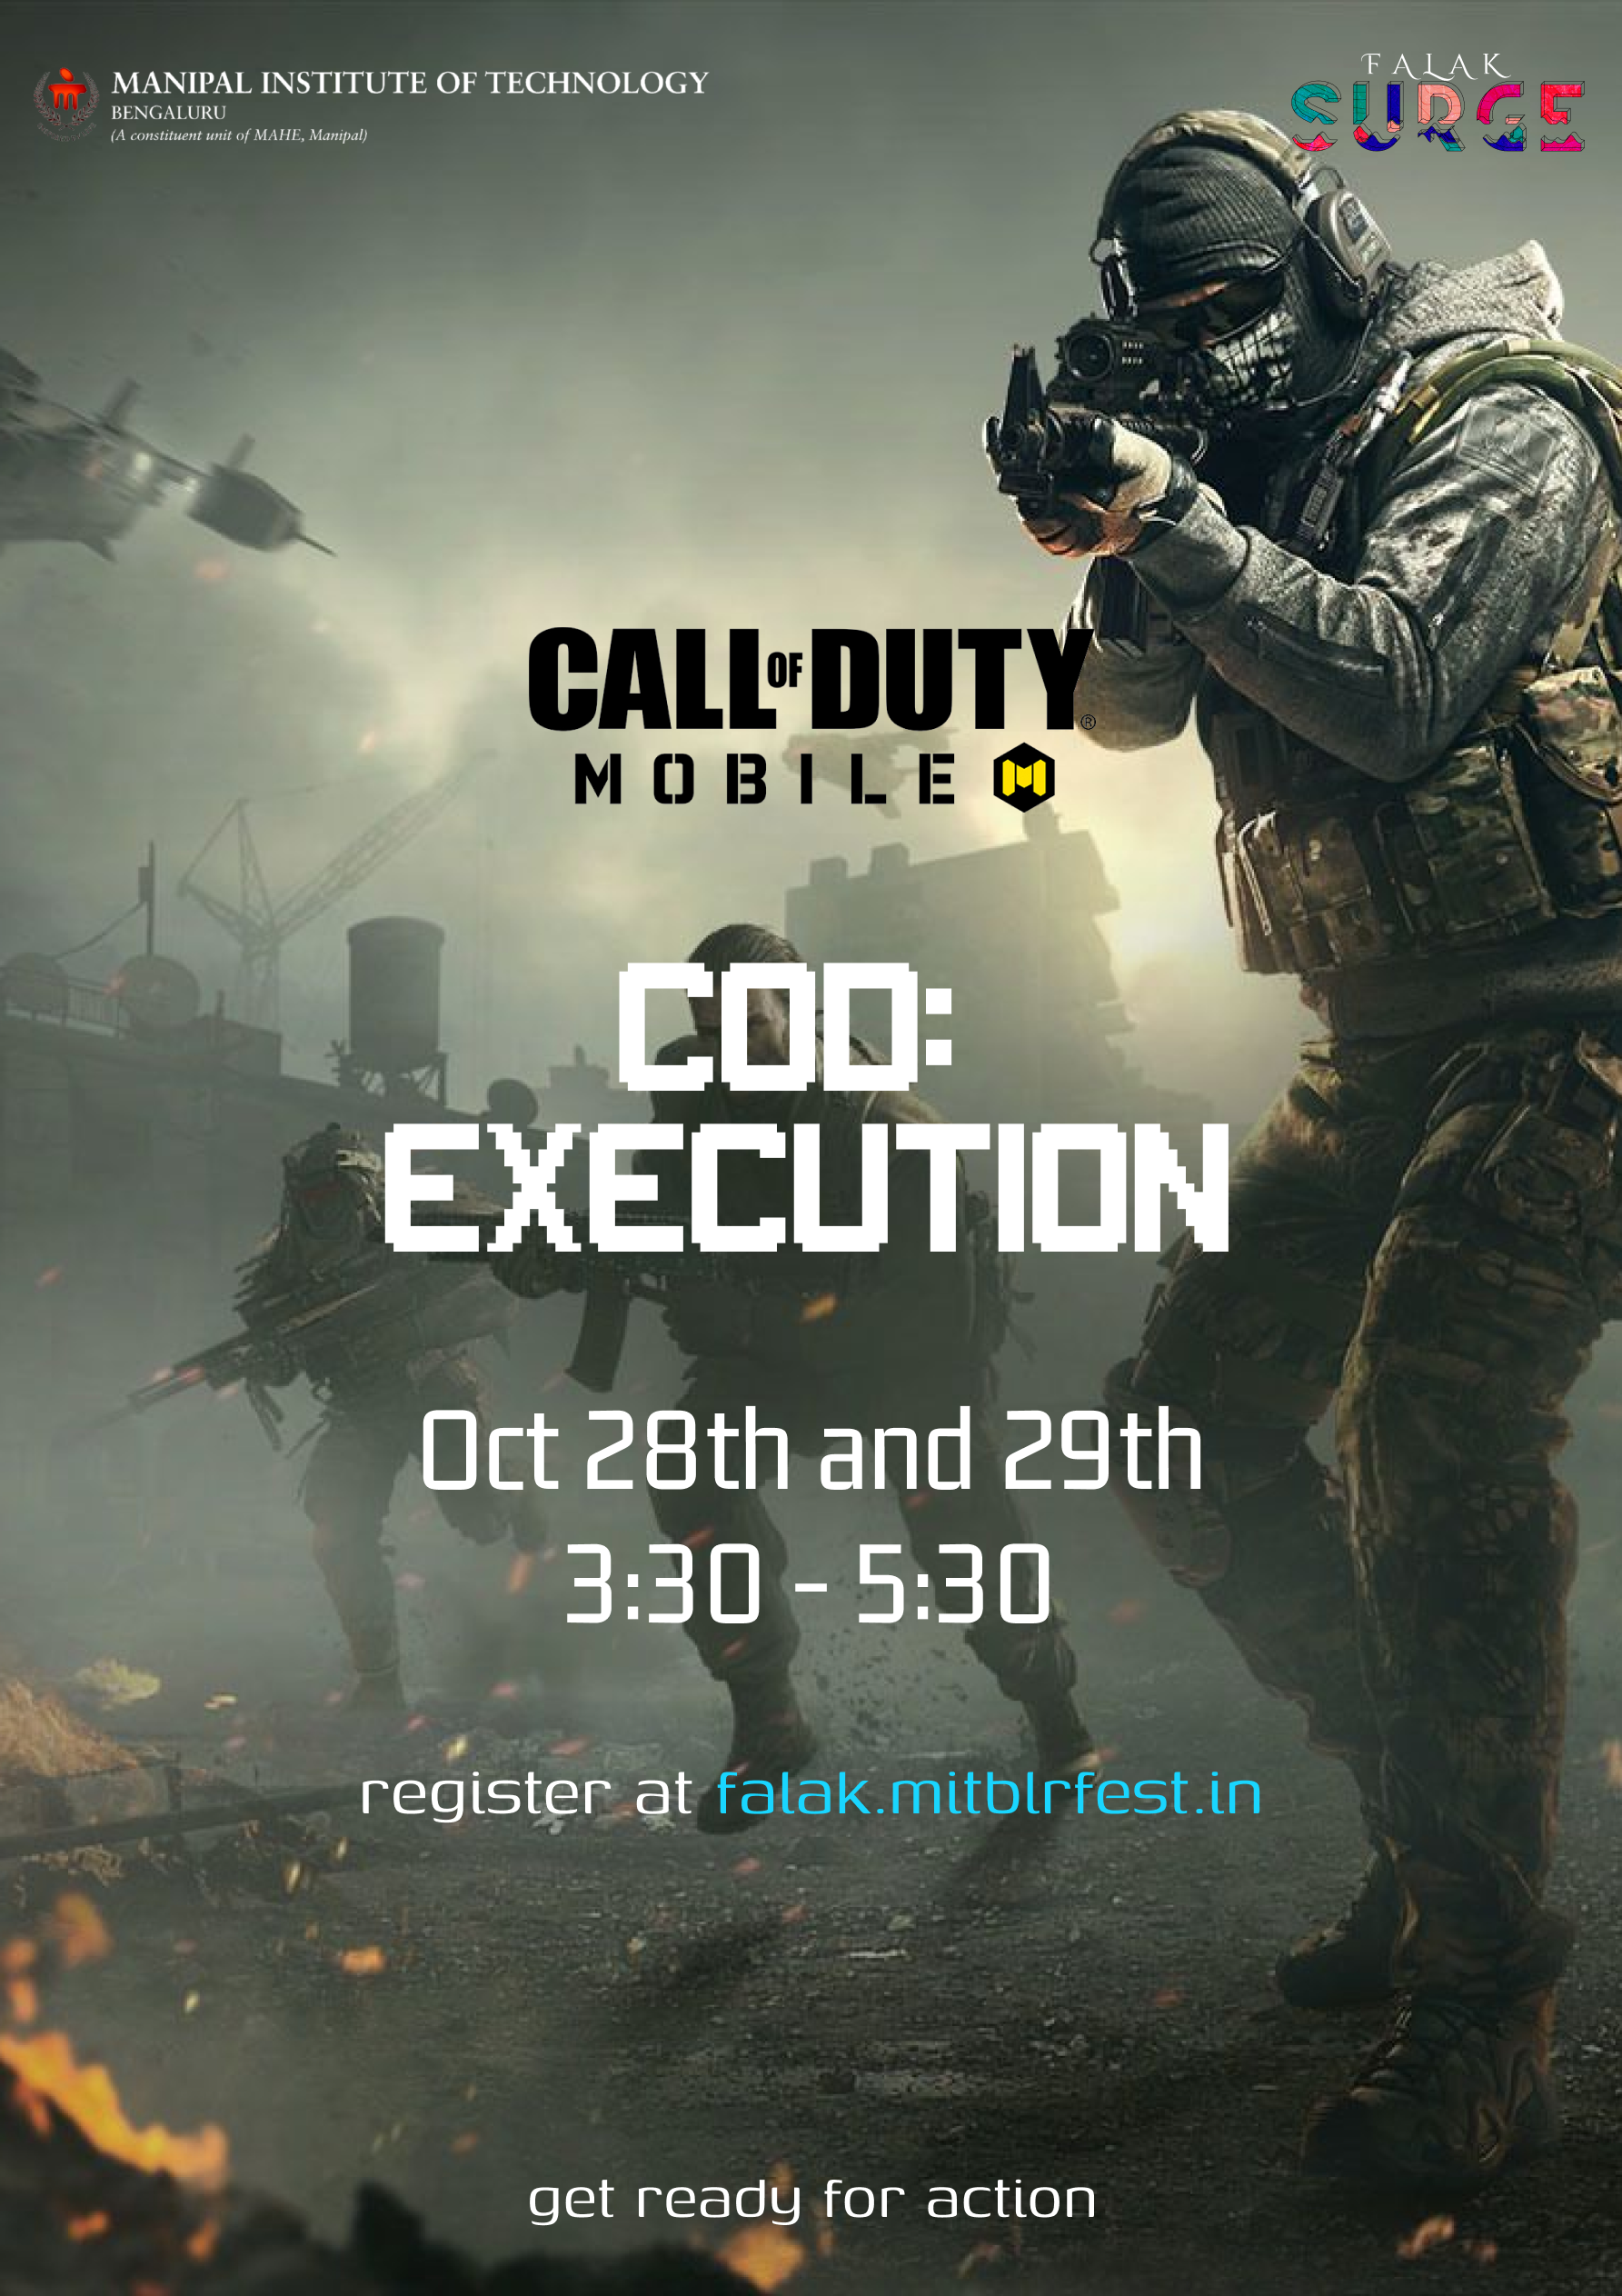 MANIPAL INSTITUTE OF TECHNOLOGY
BENGALURU
(A constituent unit of MAHE, Manipal)
FALAK
SURGE
CALL OF DUTY®
MOBILE
COD:
EXECUTION
Oct 28th and 29th
3:30 - 5:30
register at falak.mitblrfest.in
get ready for action